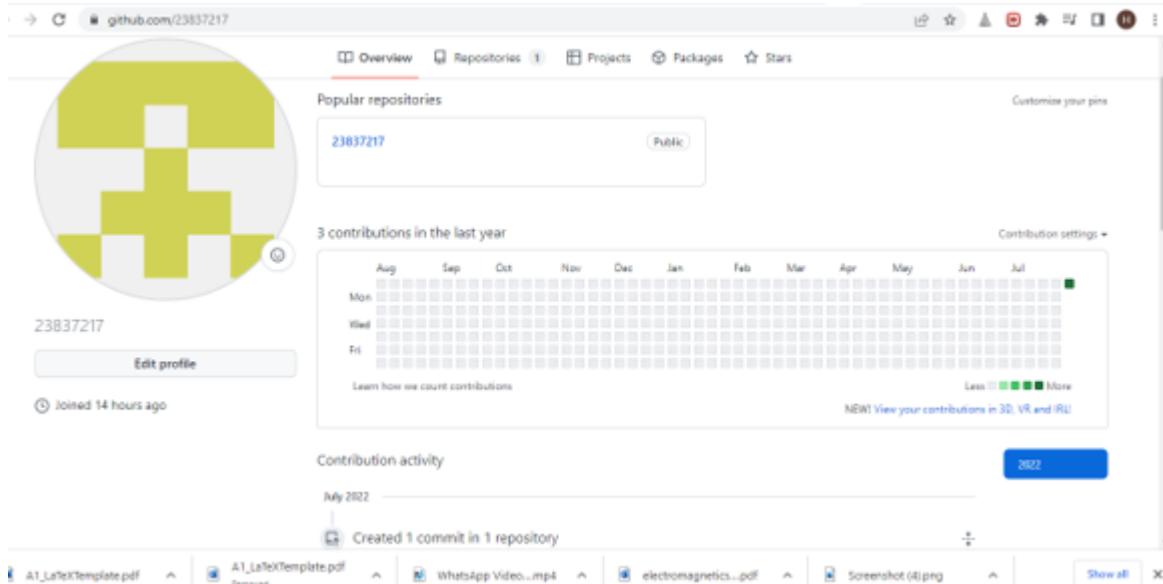 github.com/23837217
H
Overview Repositories 1 Projects Packages Stars
Popular repositories Customize your pins
23837217 Public
3 contributions in the last year Contribution settings
Aug Sep Oct Nov Dec Jan Feb Mar Apr May Jun Jul
Mon
Wed
Fri
Learn how we count contributions Less More
NEW! View your contributions in 3D, VR and IRL!
23837217
Edit profile
Joined 14 hours ago
Contribution activity 2022
July 2022
Created 1 commit in 1 repository
A1_LaTeXTemplate.pdf A1_LaTeXTemplate.pdf WhatsApp Video....mp4 electromagnetics....pdf Screenshot (4).png Show all
Removed